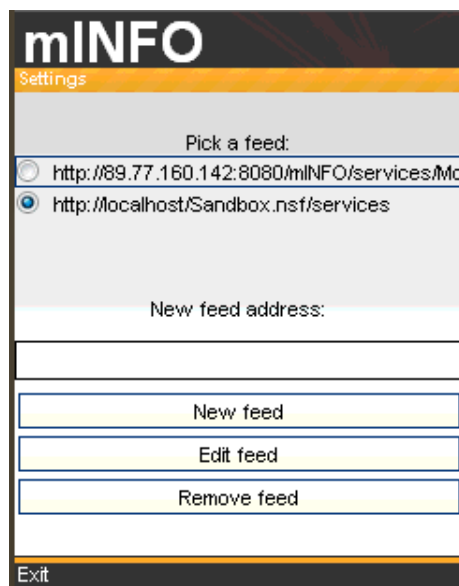 mINFO
Settings
Pick a feed:
http://89.77.160.142:8080/mINFO/services/Mo
http://localhost/Sandbox.nsf/services
New feed address:
New feed
Edit feed
Remove feed
Exit